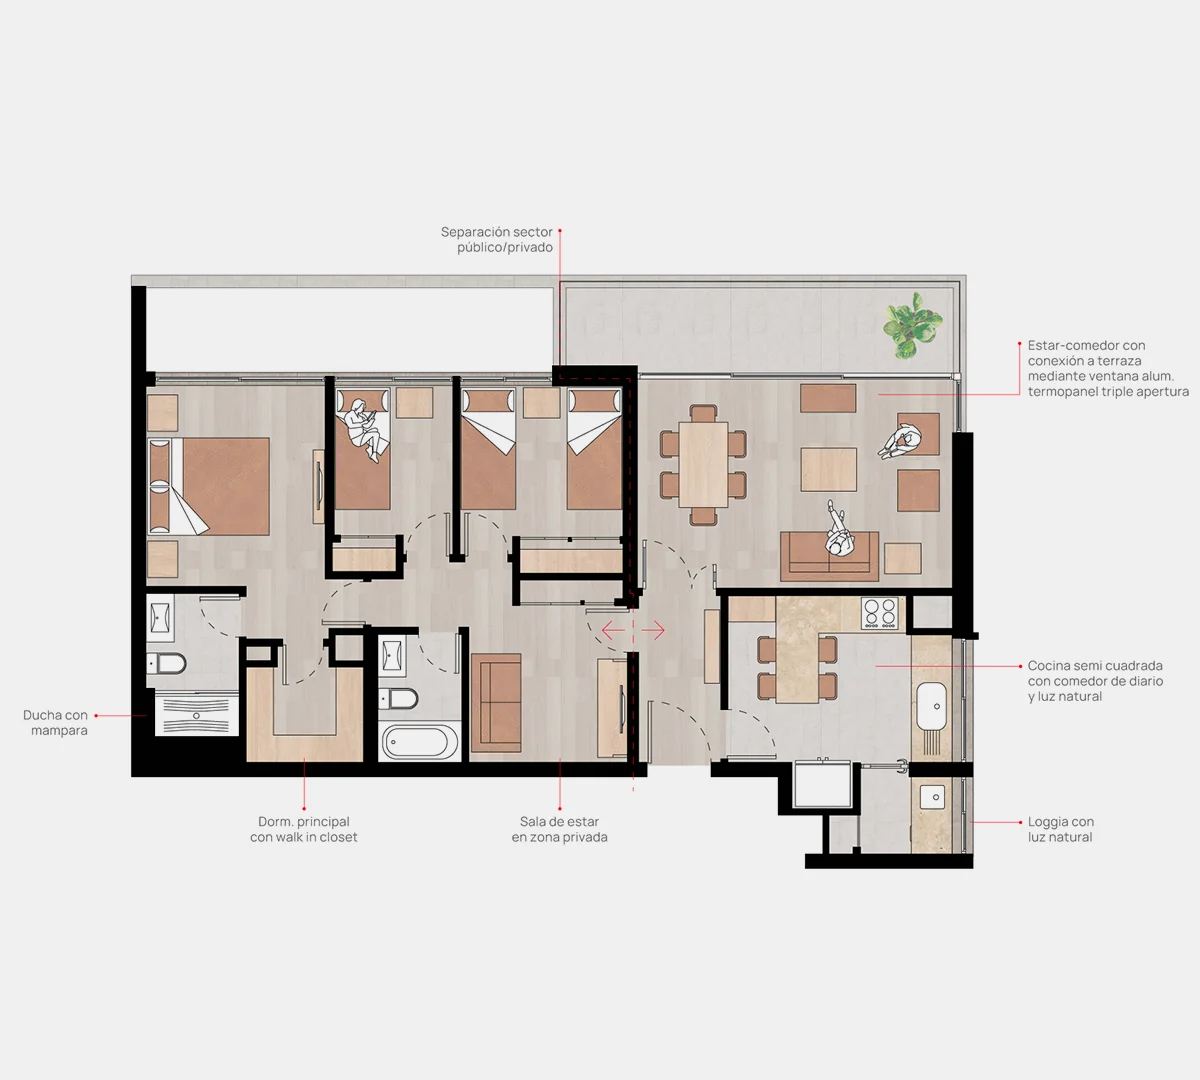 Separación sector
público/privado
Estar-comedor con
conexión a terraza
mediante ventana alum.
termopanel triple apertura
Cocina semi cuadrada
con comedor de diario
y luz natural
Ducha con
mampara
Dorm. principal
con walk in closet
Sala de estar
en zona privada
Loggia con
luz natural